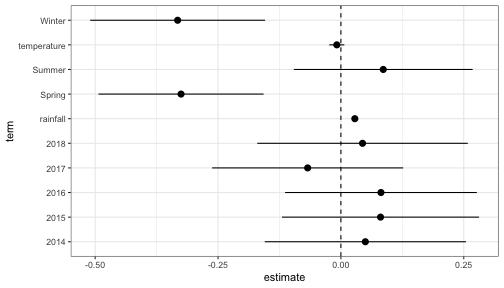 Winter
temperature
Summer
Spring
rainfall
2018
2017
2016
2015
2014
term
-0.50 -0.25 0.00 0.25
estimate